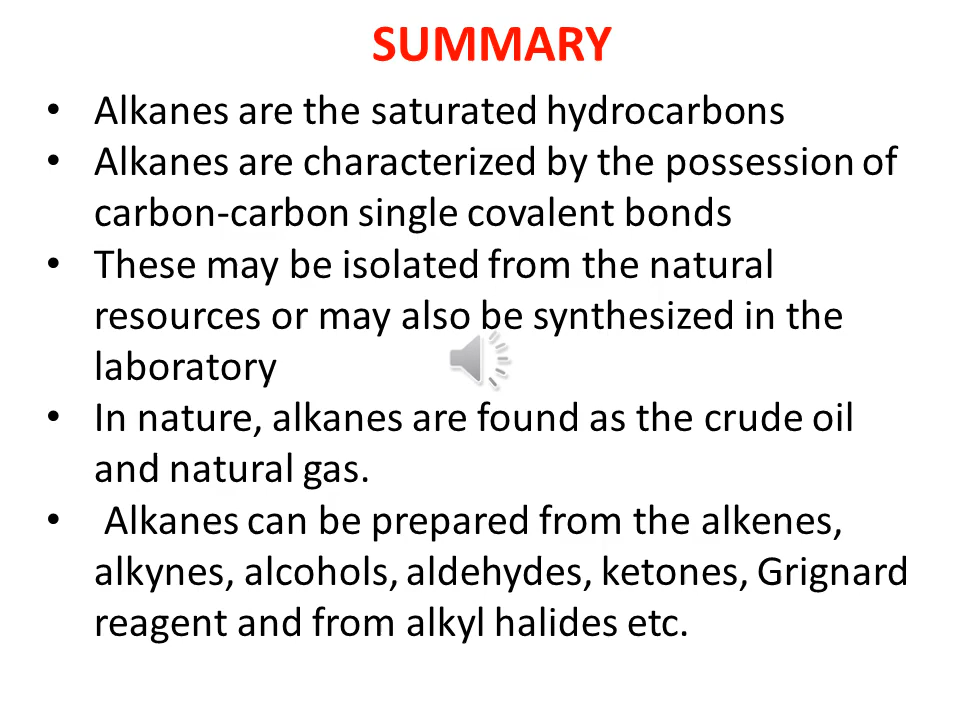 SUMMARY
• Alkanes are the saturated hydrocarbons
• Alkanes are characterized by the possession of
carbon-carbon single covalent bonds
• These may be isolated from the natural
resources or may also be synthesized in the
laboratory
• In nature, alkanes are found as the crude oil
and natural gas.
• Alkanes can be prepared from the alkenes,
alkynes, alcohols, aldehydes, ketones, Grignard
reagent and from alkyl halides etc.